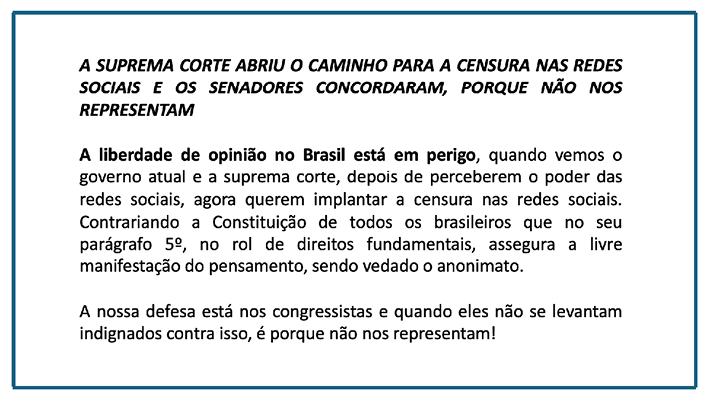 A SUPREMA CORTE ABRIU O CAMINHO PARA A CENSURA NAS REDES
SOCIAIS E OS SENADORES CONCORDARAM, PORQUE NÃO NOS
REPRESENTAM
A liberdade de opinião no Brasil está em perigo, quando vemos o
governo atual e a suprema corte, depois de perceberem o poder das
redes sociais, agora querem implantar a censura nas redes sociais.
Contrariando a Constituição de todos os brasileiros que no seu
parágrafo 5º, no rol de direitos fundamentais, assegura a livre
manifestação do pensamento, sendo vedado o anonimato.
A nossa defesa está nos congressistas e quando eles não se levantam
indignados contra isso, é porque não nos representam!